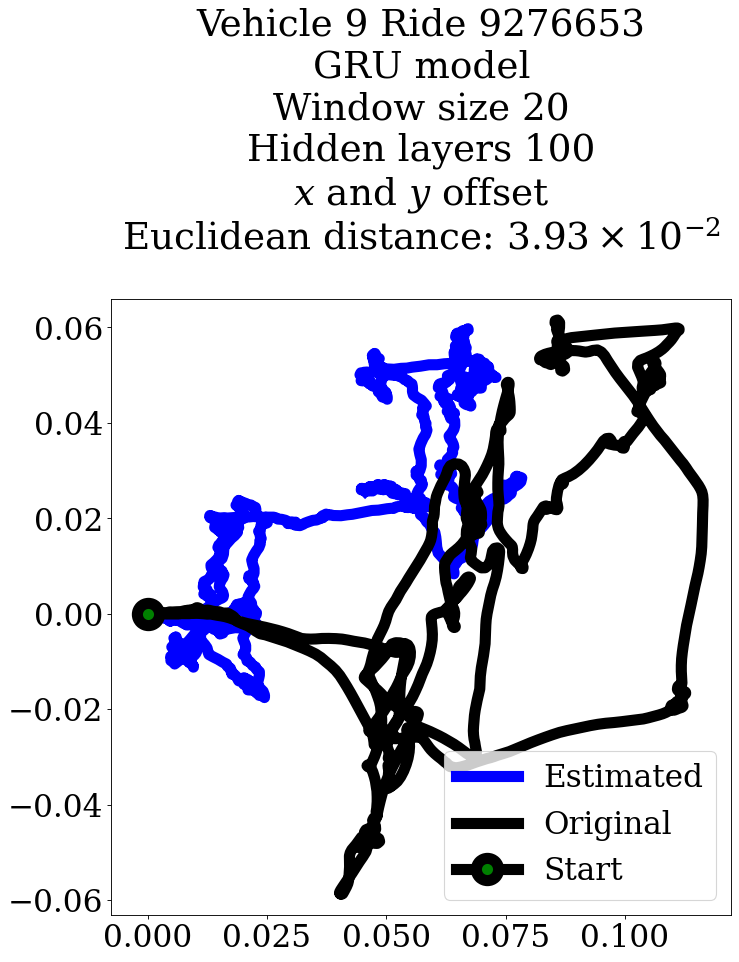 Vehicle 9 Ride 9276653
GRU model
Window size 20
Hidden layers 100
x and y offset
Euclidean distance: 3.93 × 10⁻²
0.06
0.04
0.02
0.00
−0.02
−0.04
−0.06
Estimated
Original
Start
0.000 0.025 0.050 0.075 0.100